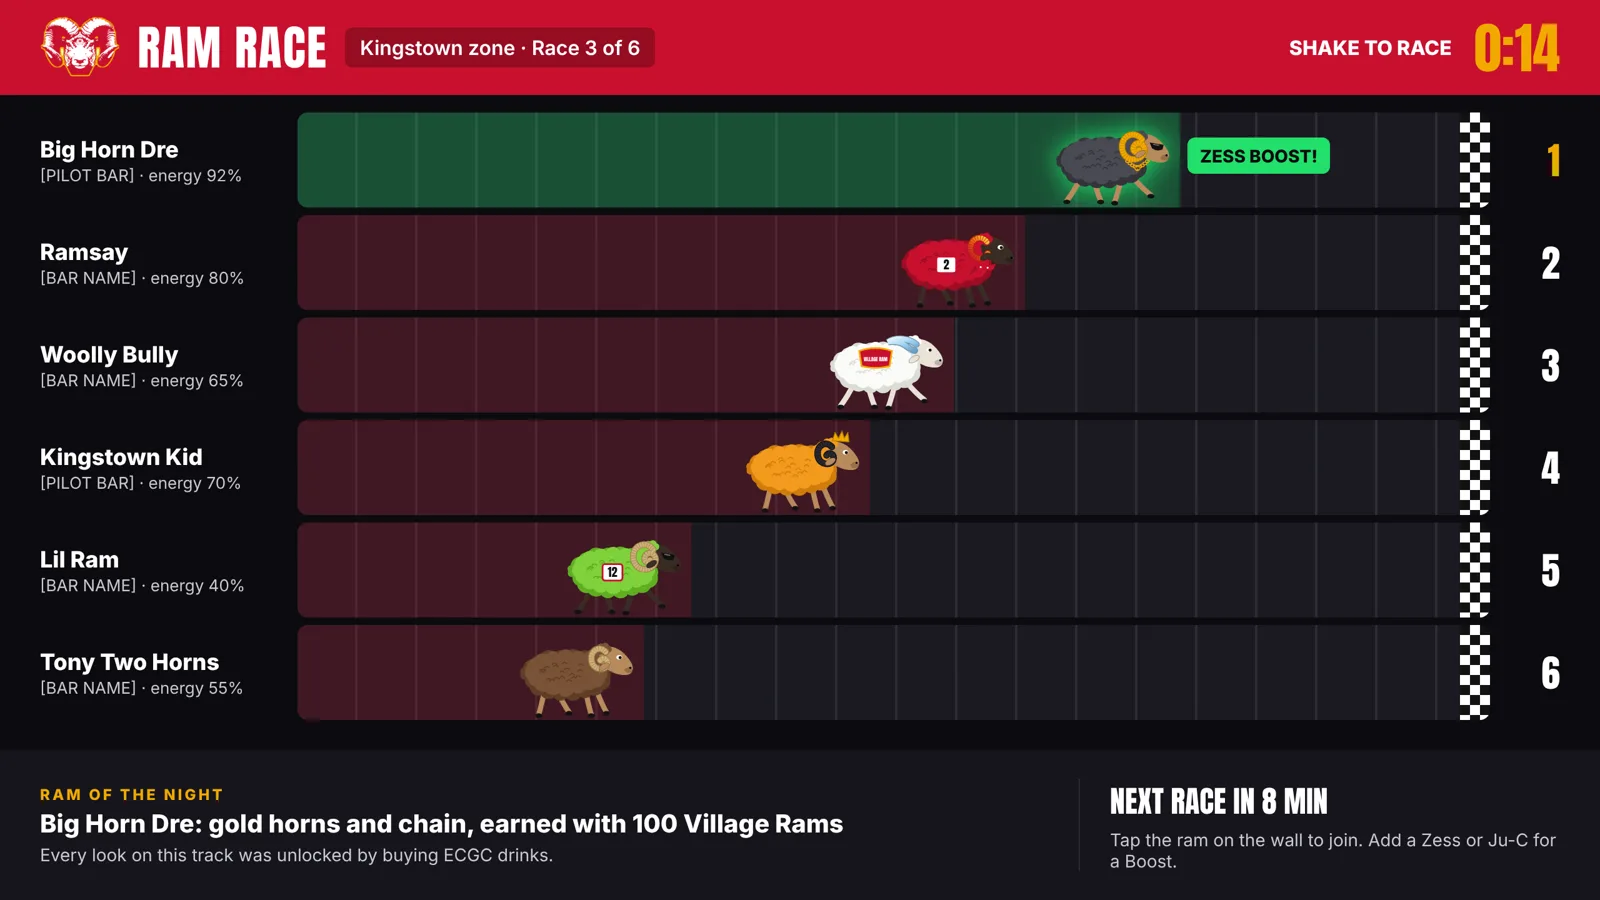 RAM RACE
Kingstown zone · Race 3 of 6
SHAKE TO RACE
0:14
Big Horn Dre
[PILOT BAR] · energy 92%
ZESS BOOST!
1
Ramsay
[BAR NAME] · energy 80%
2
2
Woolly Bully
[BAR NAME] · energy 65%
VILLAGE RAM
3
Kingstown Kid
[PILOT BAR] · energy 70%
4
Lil Ram
[BAR NAME] · energy 40%
12
5
Tony Two Horns
[BAR NAME] · energy 55%
6
RAM OF THE NIGHT
Big Horn Dre: gold horns and chain, earned with 100 Village Rams
Every look on this track was unlocked by buying ECGC drinks.
NEXT RACE IN 8 MIN
Tap the ram on the wall to join. Add a Zess or Ju-C for
a Boost.